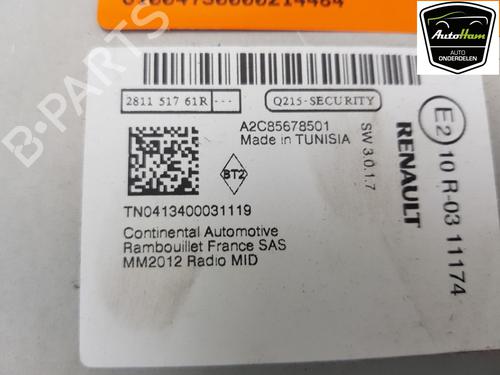 AutoHam
AUTO
ONDERDELEN
2811 517 61R ---
Q215-SECURITY
A2C85678501
Made in TUNISIA
BT2
TN0413400031119
Continental Automotive
Rambouillet France SAS
MM2012 Radio MID
SW 3.0.1.7
RENAULT
E2 10 R-03 11174
B-Parts